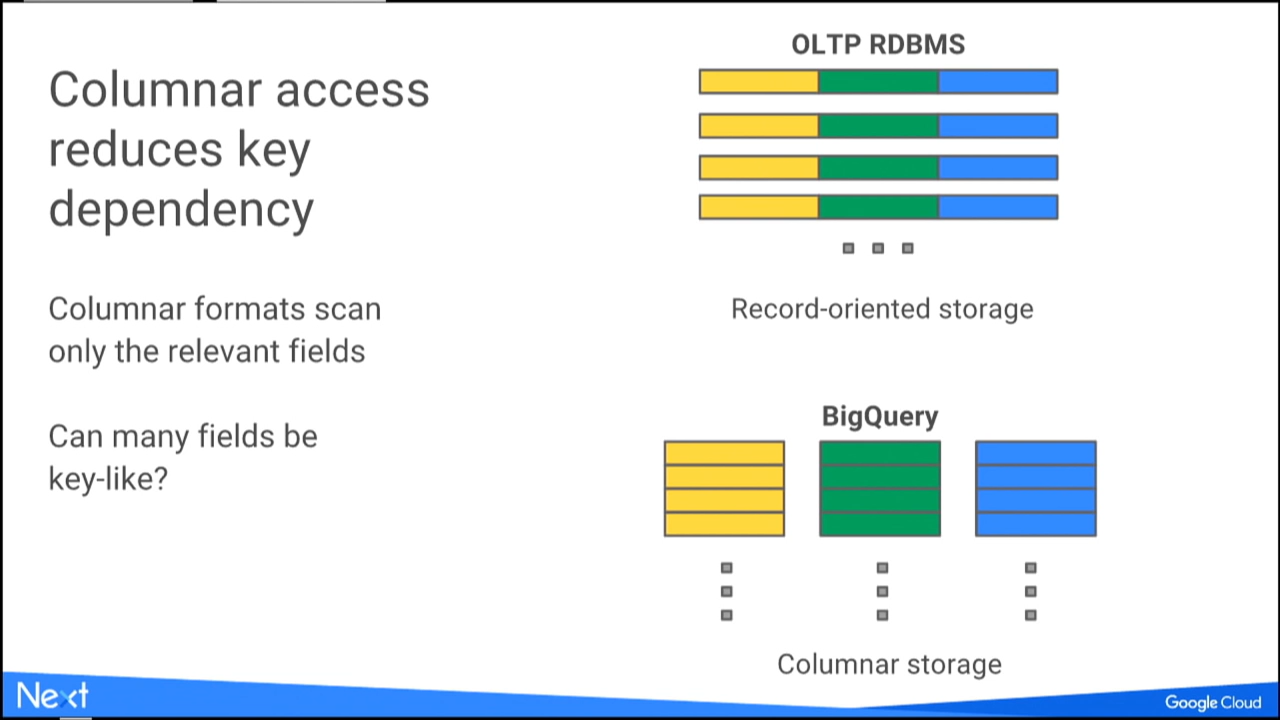 Columnar access
reduces key
dependency
Columnar formats scan
only the relevant fields
Can many fields be
key-like?
OLTP RDBMS
Record-oriented storage
BigQuery
Columnar storage
Next
Google Cloud